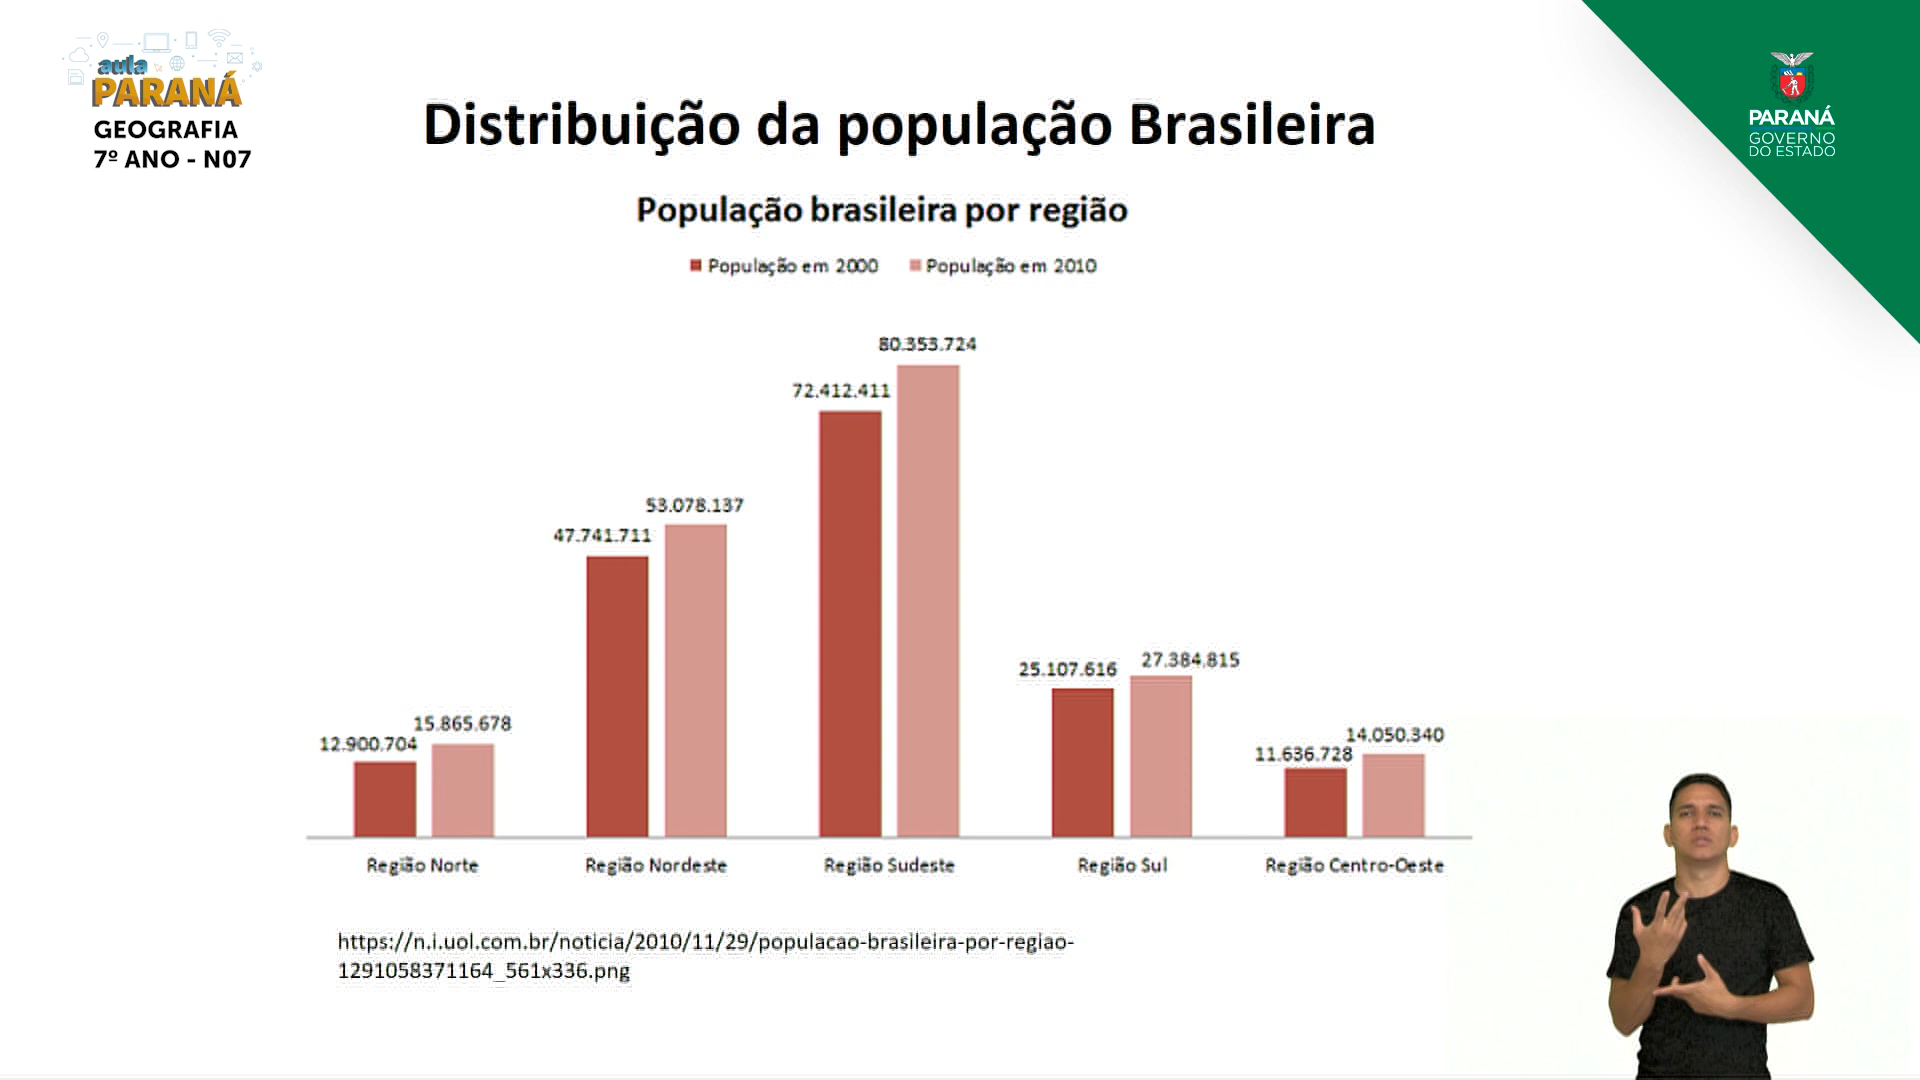 aula
PARANÁ
GEOGRAFIA
7º ANO - N07
PARANÁ
GOVERNO
DO ESTADO
Distribuição da população Brasileira
População brasileira por região
População em 2000 População em 2010
80.353.724
72.412.411
53.078.137
47.741.711
25.107.616 27.384.815
12.900.704 15.865.678
11.636.728 14.050.340
Região Norte Região Nordeste Região Sudeste Região Sul Região Centro-Oeste
https://n.i.uol.com.br/noticia/2010/11/29/populacao-brasileira-por-regiao-
1291058371164_561x336.png